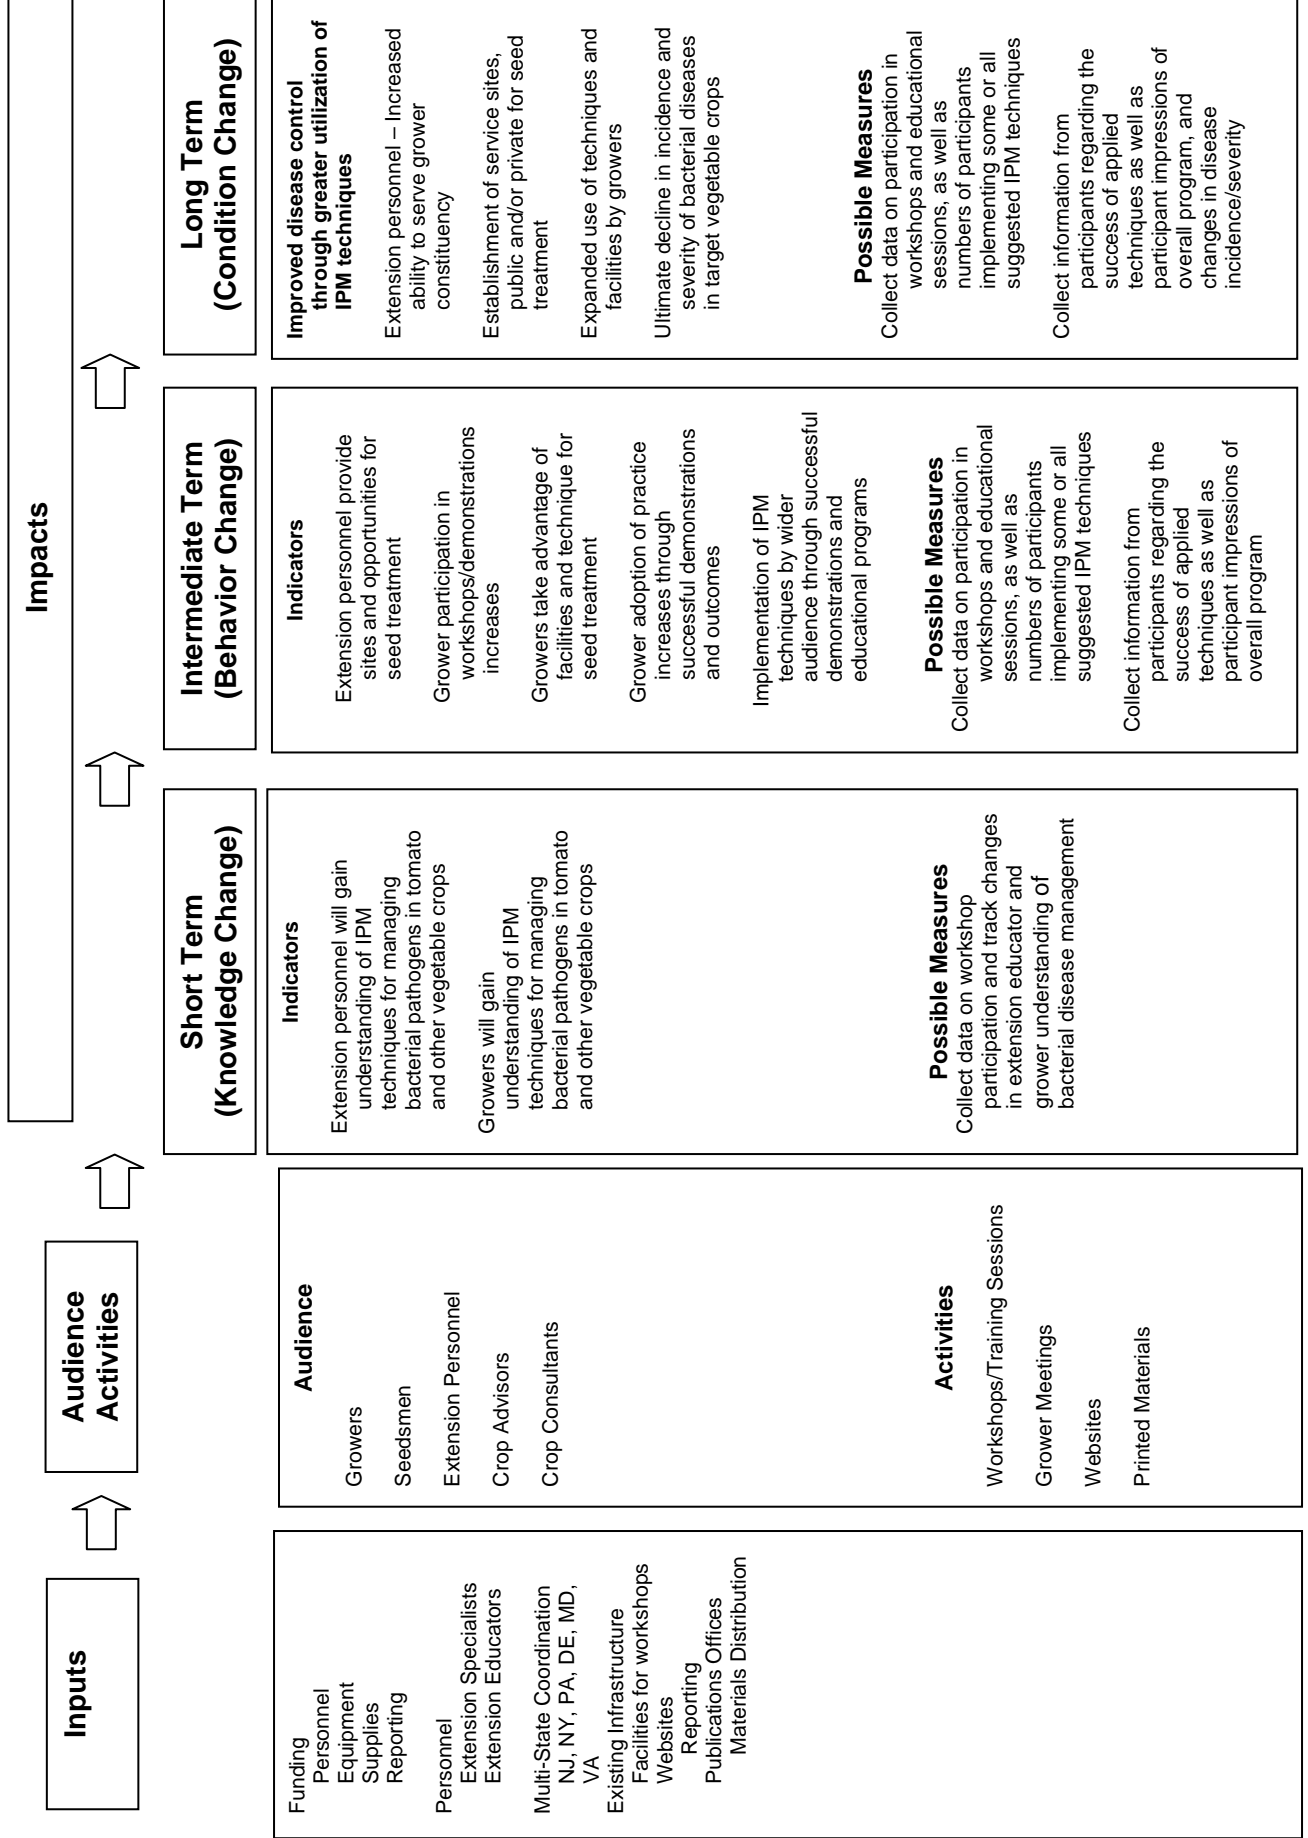 Impacts
Inputs
Audience
Activities
Short Term
(Knowledge Change)
Intermediate Term
(Behavior Change)
Long Term
(Condition Change)
Funding
Personnel
Equipment
Supplies
Reporting
Personnel
Extension Specialists
Extension Educators
Multi-State Coordination
NJ, NY, PA, DE, MD,
VA
Existing Infrastructure
Facilities for workshops
Websites
Reporting
Publications Offices
Materials Distribution
Audience
Growers
Seedsmen
Extension Personnel
Crop Advisors
Crop Consultants
Activities
Workshops/Training Sessions
Grower Meetings
Websites
Printed Materials
Indicators
Extension personnel will gain
understanding of IPM
techniques for managing
bacterial pathogens in tomato
and other vegetable crops
Growers will gain
understanding of IPM
techniques for managing
bacterial pathogens in tomato
and other vegetable crops
Possible Measures
Collect data on workshop
participation and track changes
in extension educator and
grower understanding of
bacterial disease management
Indicators
Extension personnel provide
sites and opportunities for
seed treatment
Grower participation in
workshops/demonstrations
increases
Growers take advantage of
facilities and technique for
seed treatment
Grower adoption of practice
increases through
successful demonstrations
and outcomes
Implementation of IPM
techniques by wider
audience through successful
demonstrations and
educational programs
Possible Measures
Collect data on participation in
workshops and educational
sessions, as well as
numbers of participants
implementing some or all
suggested IPM techniques
Collect information from
participants regarding the
success of applied
techniques as well as
participant impressions of
overall program
Improved disease control
through greater utilization of
IPM techniques
Extension personnel – Increased
ability to serve grower
constituency
Establishment of service sites,
public and/or private for seed
treatment
Expanded use of techniques and
facilities by growers
Ultimate decline in incidence and
severity of bacterial diseases
in target vegetable crops
Possible Measures
Collect data on participation in
workshops and educational
sessions, as well as
numbers of participants
implementing some or all
suggested IPM techniques
Collect information from
participants regarding the
success of applied
techniques as well as
participant impressions of
overall program, and
changes in disease
incidence/severity